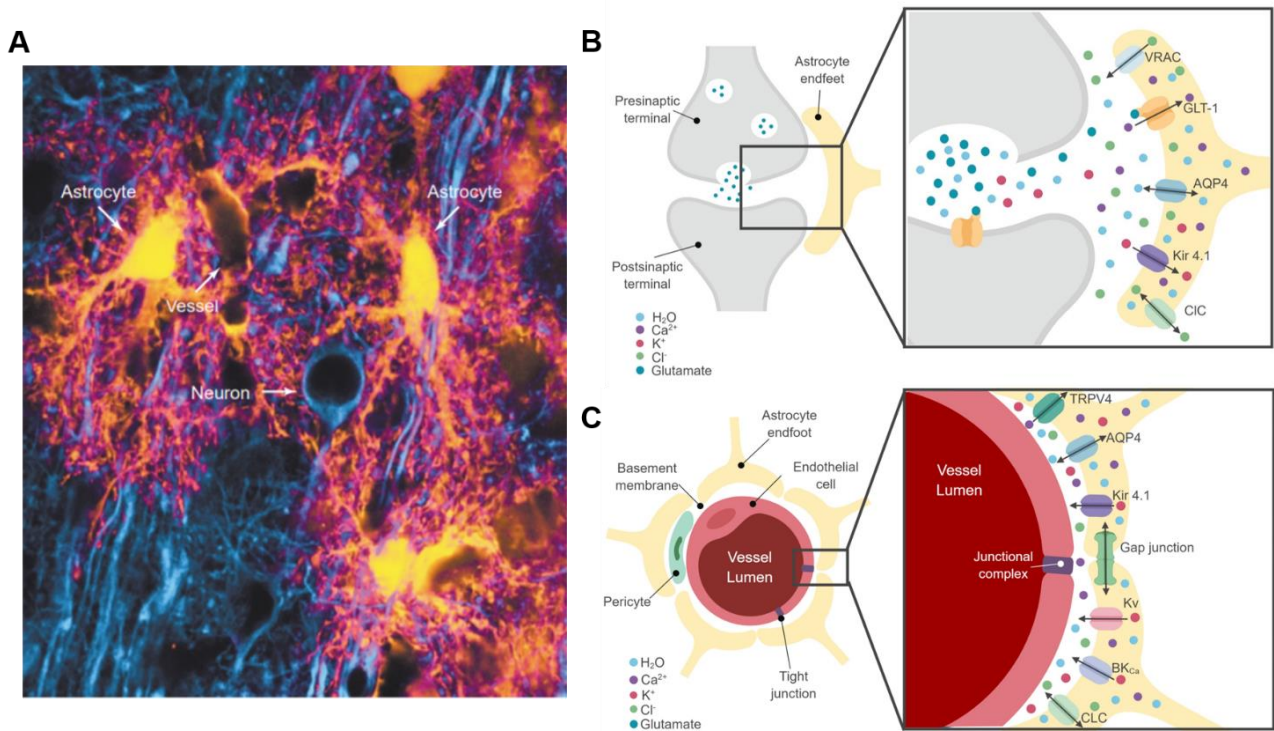 A
Astrocyte
Astrocyte
Vessel
Neuron
B
Presinaptic
terminal
Astrocyte
endfeet
Postsinaptic
terminal
H₂O
Ca²⁺
K⁺
Cl⁻
Glutamate
VRAC
GLT-1
AQP4
Kir 4.1
ClC
C
Astrocyte
endfoot
Basement
membrane
Endothelial
cell
Vessel
Lumen
Pericyte
Tight
junction
H₂O
Ca²⁺
K⁺
Cl⁻
Glutamate
Vessel
Lumen
Junctional
complex
TRPV4
AQP4
Kir 4.1
Gap junction
Kv
BKCa
CLC